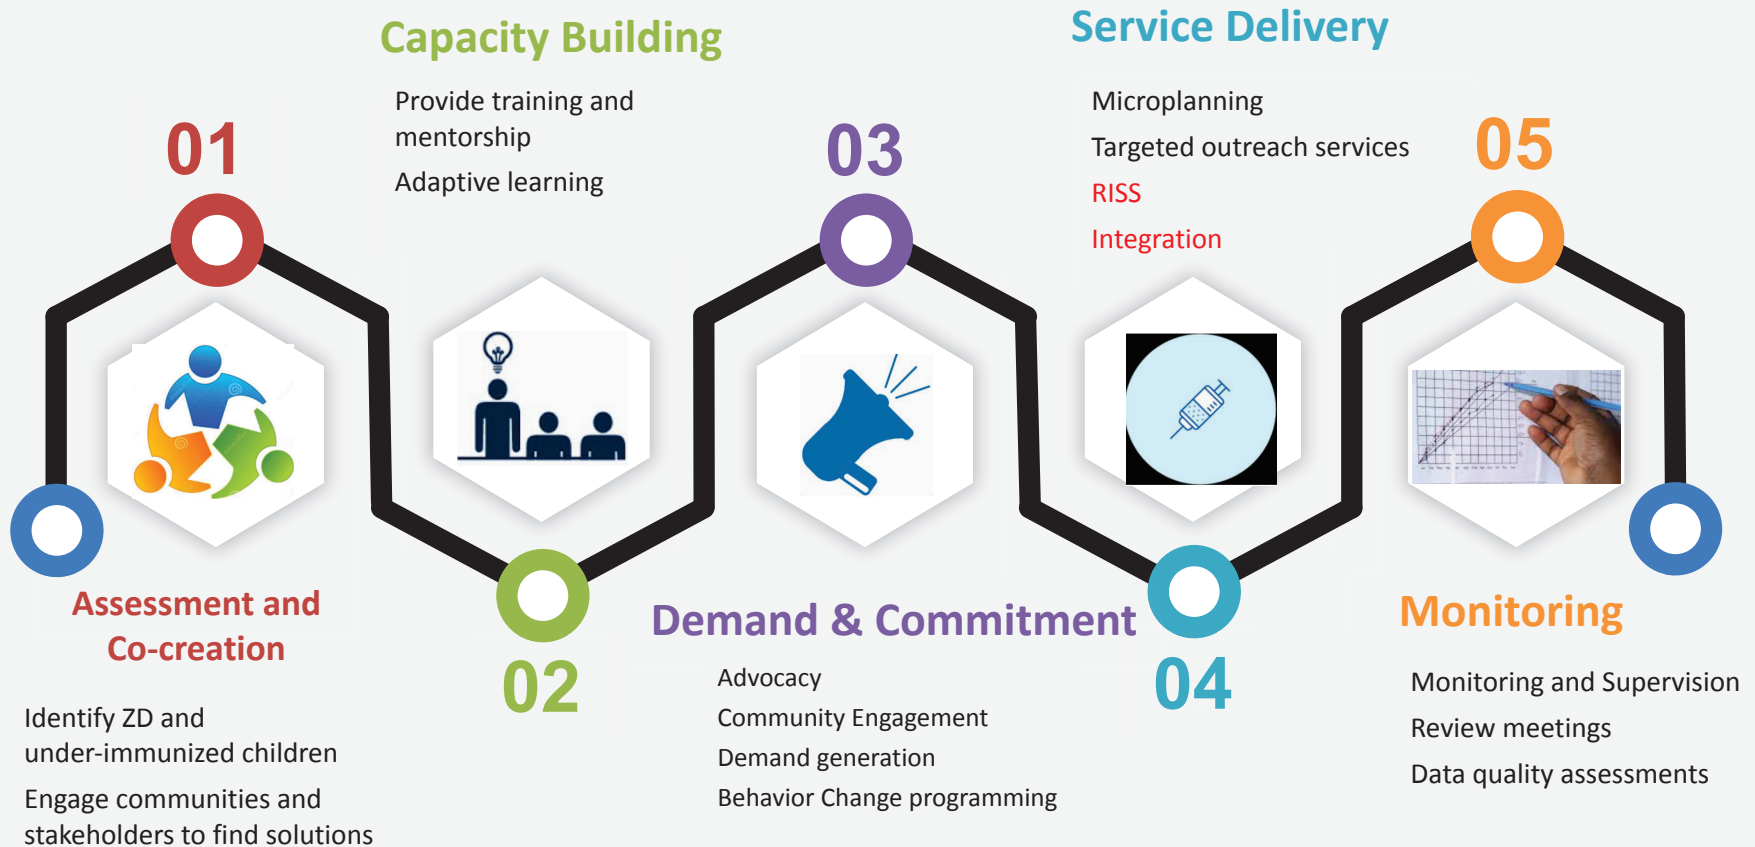 01
Assessment and
Co-creation
Identify ZD and
under-immunized children
Engage communities and
stakeholders to find solutions
Capacity Building
Provide training and
mentorship
Adaptive learning
02
03
Demand & Commitment
Advocacy
Community Engagement
Demand generation
Behavior Change programming
Service Delivery
Microplanning
Targeted outreach services
RISS
Integration
04
05
Monitoring
Monitoring and Supervision
Review meetings
Data quality assessments